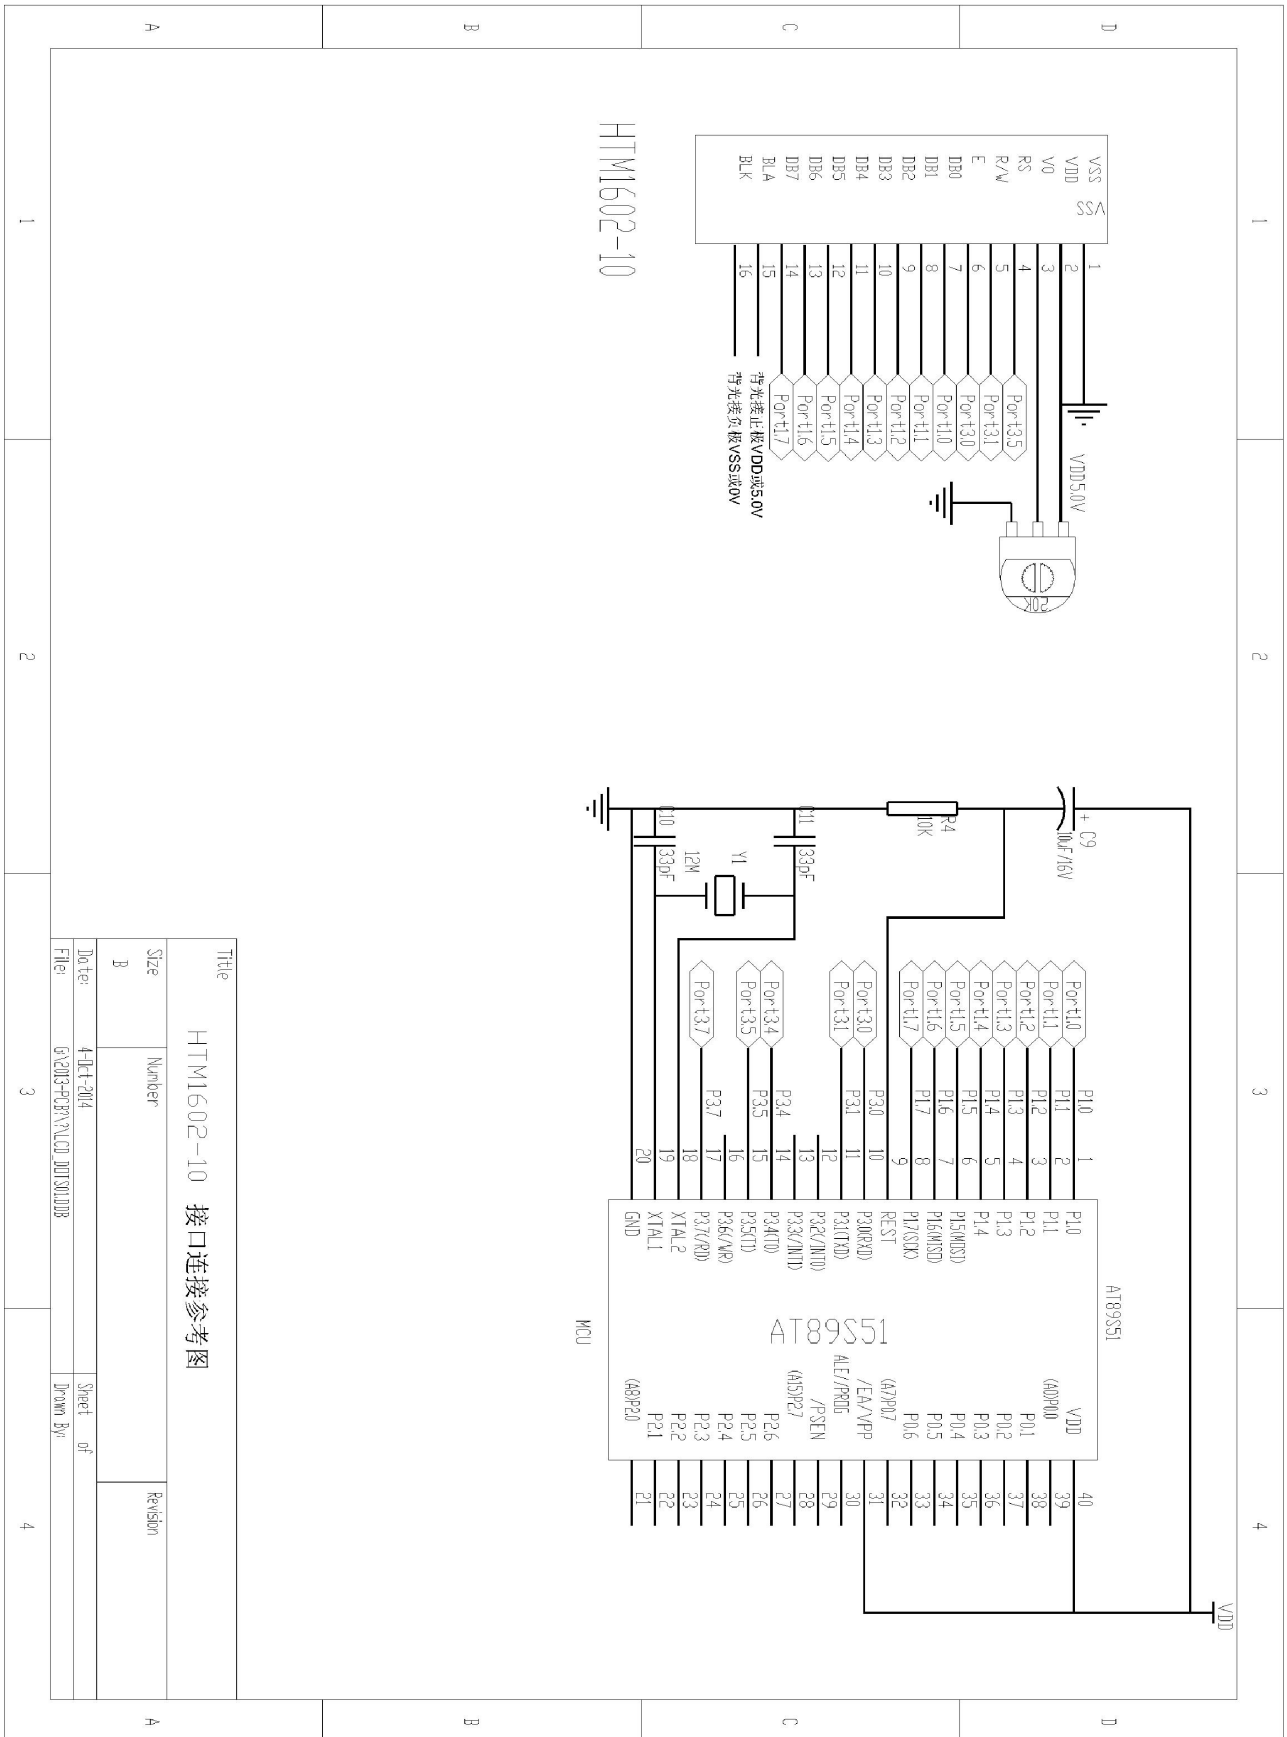 1
2
3
4
D
C
B
A
HTM1602-10
VSS
VSS
VDD
VO
RS
R/W
E
DB0
DB1
DB2
DB3
DB4
DB5
DB6
DB7
BLA
BLK
1
2
3
4
5
6
7
8
9
10
11
12
13
14
15
16
Port3.5
Port3.1
Port3.0
Port1.0
Port1.1
Port1.2
Port1.3
Port1.4
Port1.5
Port1.6
Port1.7
背光接正极VDD或5.0V
背光接负极VSS或0V
VDD5.0V
20K
+ C9
10uF/16V
R4
10K
C11
33pF
Y1
12M
C10
33pF
VDD
Port1.0
Port1.1
Port1.2
Port1.3
Port1.4
Port1.5
Port1.6
Port1.7
Port3.0
Port3.1
Port3.4
Port3.5
Port3.7
P1.0
P1.1
P1.2
P1.3
P1.4
P1.5
P1.6
P1.7
P3.0
P3.1
P3.4
P3.5
P3.7
1
2
3
4
5
6
7
8
9
10
11
12
13
14
15
16
17
18
19
20
AT89S51
P1.0
P1.1
P1.2
P1.3
P1.4
P1.5(MOSI)
P1.6(MISO)
P1.7(SCK)
REST
P3.0(RXD)
P3.1(TXD)
P3.2(/INT0)
P3.3(/INT1)
P3.4(T0)
P3.5(T1)
P3.6(/WR)
P3.7(/RD)
XTAL2
XTAL1
GND
AT89S51
VDD
(A0)P0.0
P0.1
P0.2
P0.3
P0.4
P0.5
P0.6
(A7)P0.7
/EA/VPP
ALE//PROG
/PSEN
(A15)P2.7
P2.6
P2.5
P2.4
P2.3
P2.2
P2.1
(A8)P2.0
40
39
38
37
36
35
34
33
32
31
30
29
28
27
26
25
24
23
22
21
MCU
Title
HTM1602-10 接口连接参考图
Size
B
Number
Revision
Date: 4-Oct-2014
Sheet of
File: G:\2013-PCB?\?\LCD_DOTS01.DDB
Drawn By:
D
C
B
A
1
2
3
4